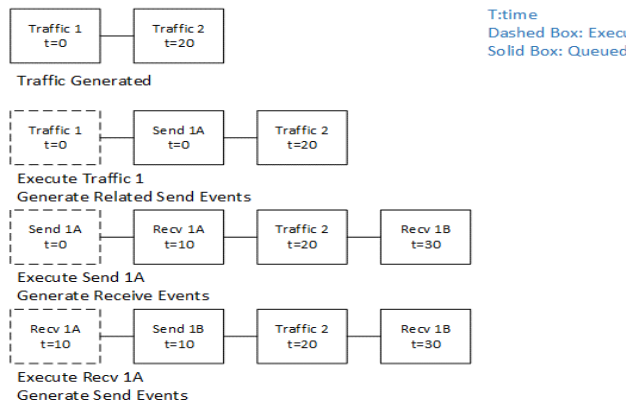 Traffic 1
t=0
Traffic 2
t=20
T:time
Dashed Box:
Solid Box: Queued
Traffic Generated
Traffic 1
t=0
Send 1A
t=0
Traffic 2
t=20
Execute Traffic 1
Generate Related Send Events
Send 1A
t=0
Recv 1A
t=10
Traffic 2
t=20
Recv 1B
t=30
Execute Send 1A
Generate Receive Events
Recv 1A
t=10
Send 1B
t=10
Traffic 2
t=20
Recv 1B
t=30
Execute Recv 1A
Generate Send Events